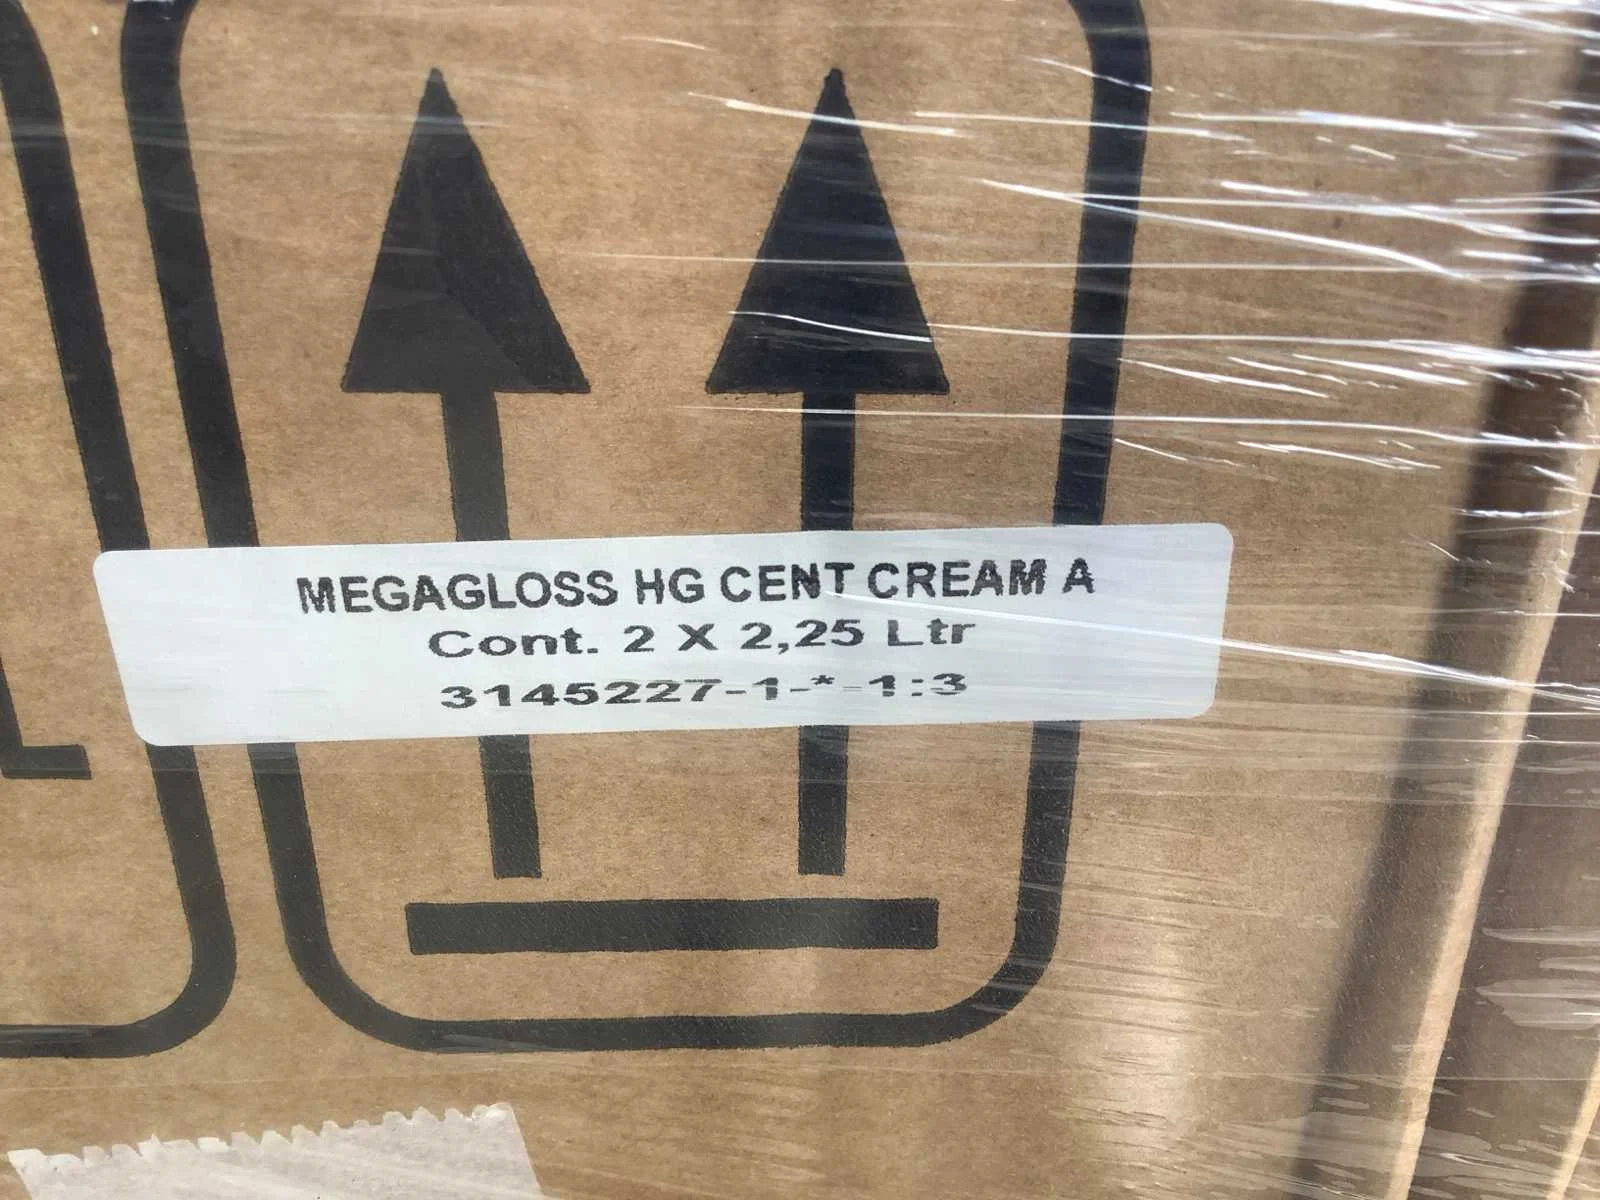 MEGAGLOSS HG CENT CREAM A
Cont. 2 X 2,25 Ltr
3145227-1-*-1:3